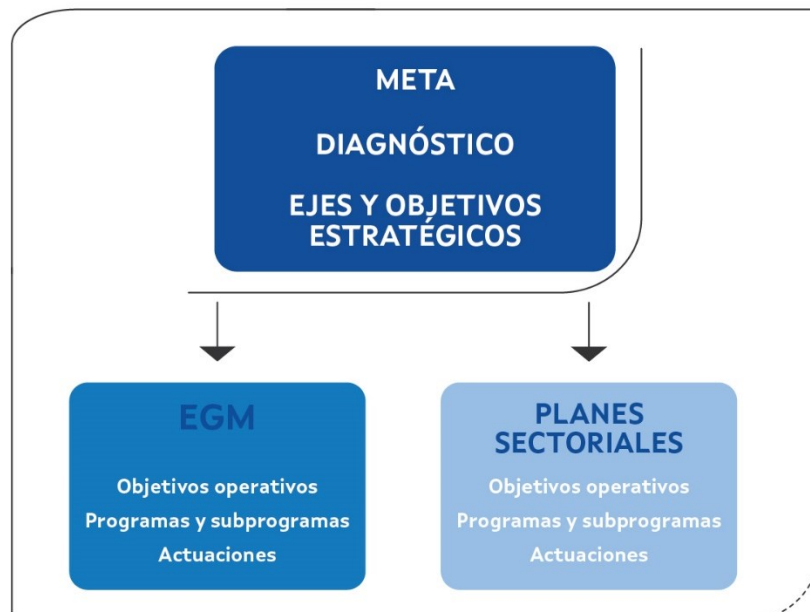 META
DIAGNÓSTICO
EJES Y OBJETIVOS
ESTRATÉGICOS
EGM
Objetivos operativos
Programas y subprogramas
Actuaciones
PLANES
SECTORIALES
Objetivos operativos
Programas y subprogramas
Actuaciones